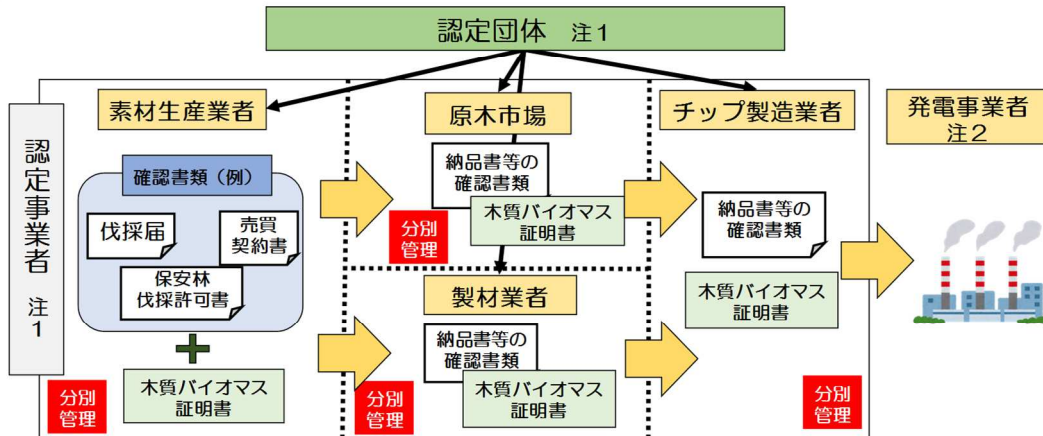 認定団体 注1
認定事業者 注1
素材生産業者
確認書類（例）
伐採届
売買
契約書
保安林
伐採許可書
木質バイオマス
証明書
分別
管理
原木市場
納品書等の
確認書類
木質バイオマス
証明書
分別
管理
製材業者
納品書等の
確認書類
木質バイオマス
証明書
分別
管理
チップ製造業者
納品書等の
確認書類
木質バイオマス
証明書
分別
管理
発電事業者
注2